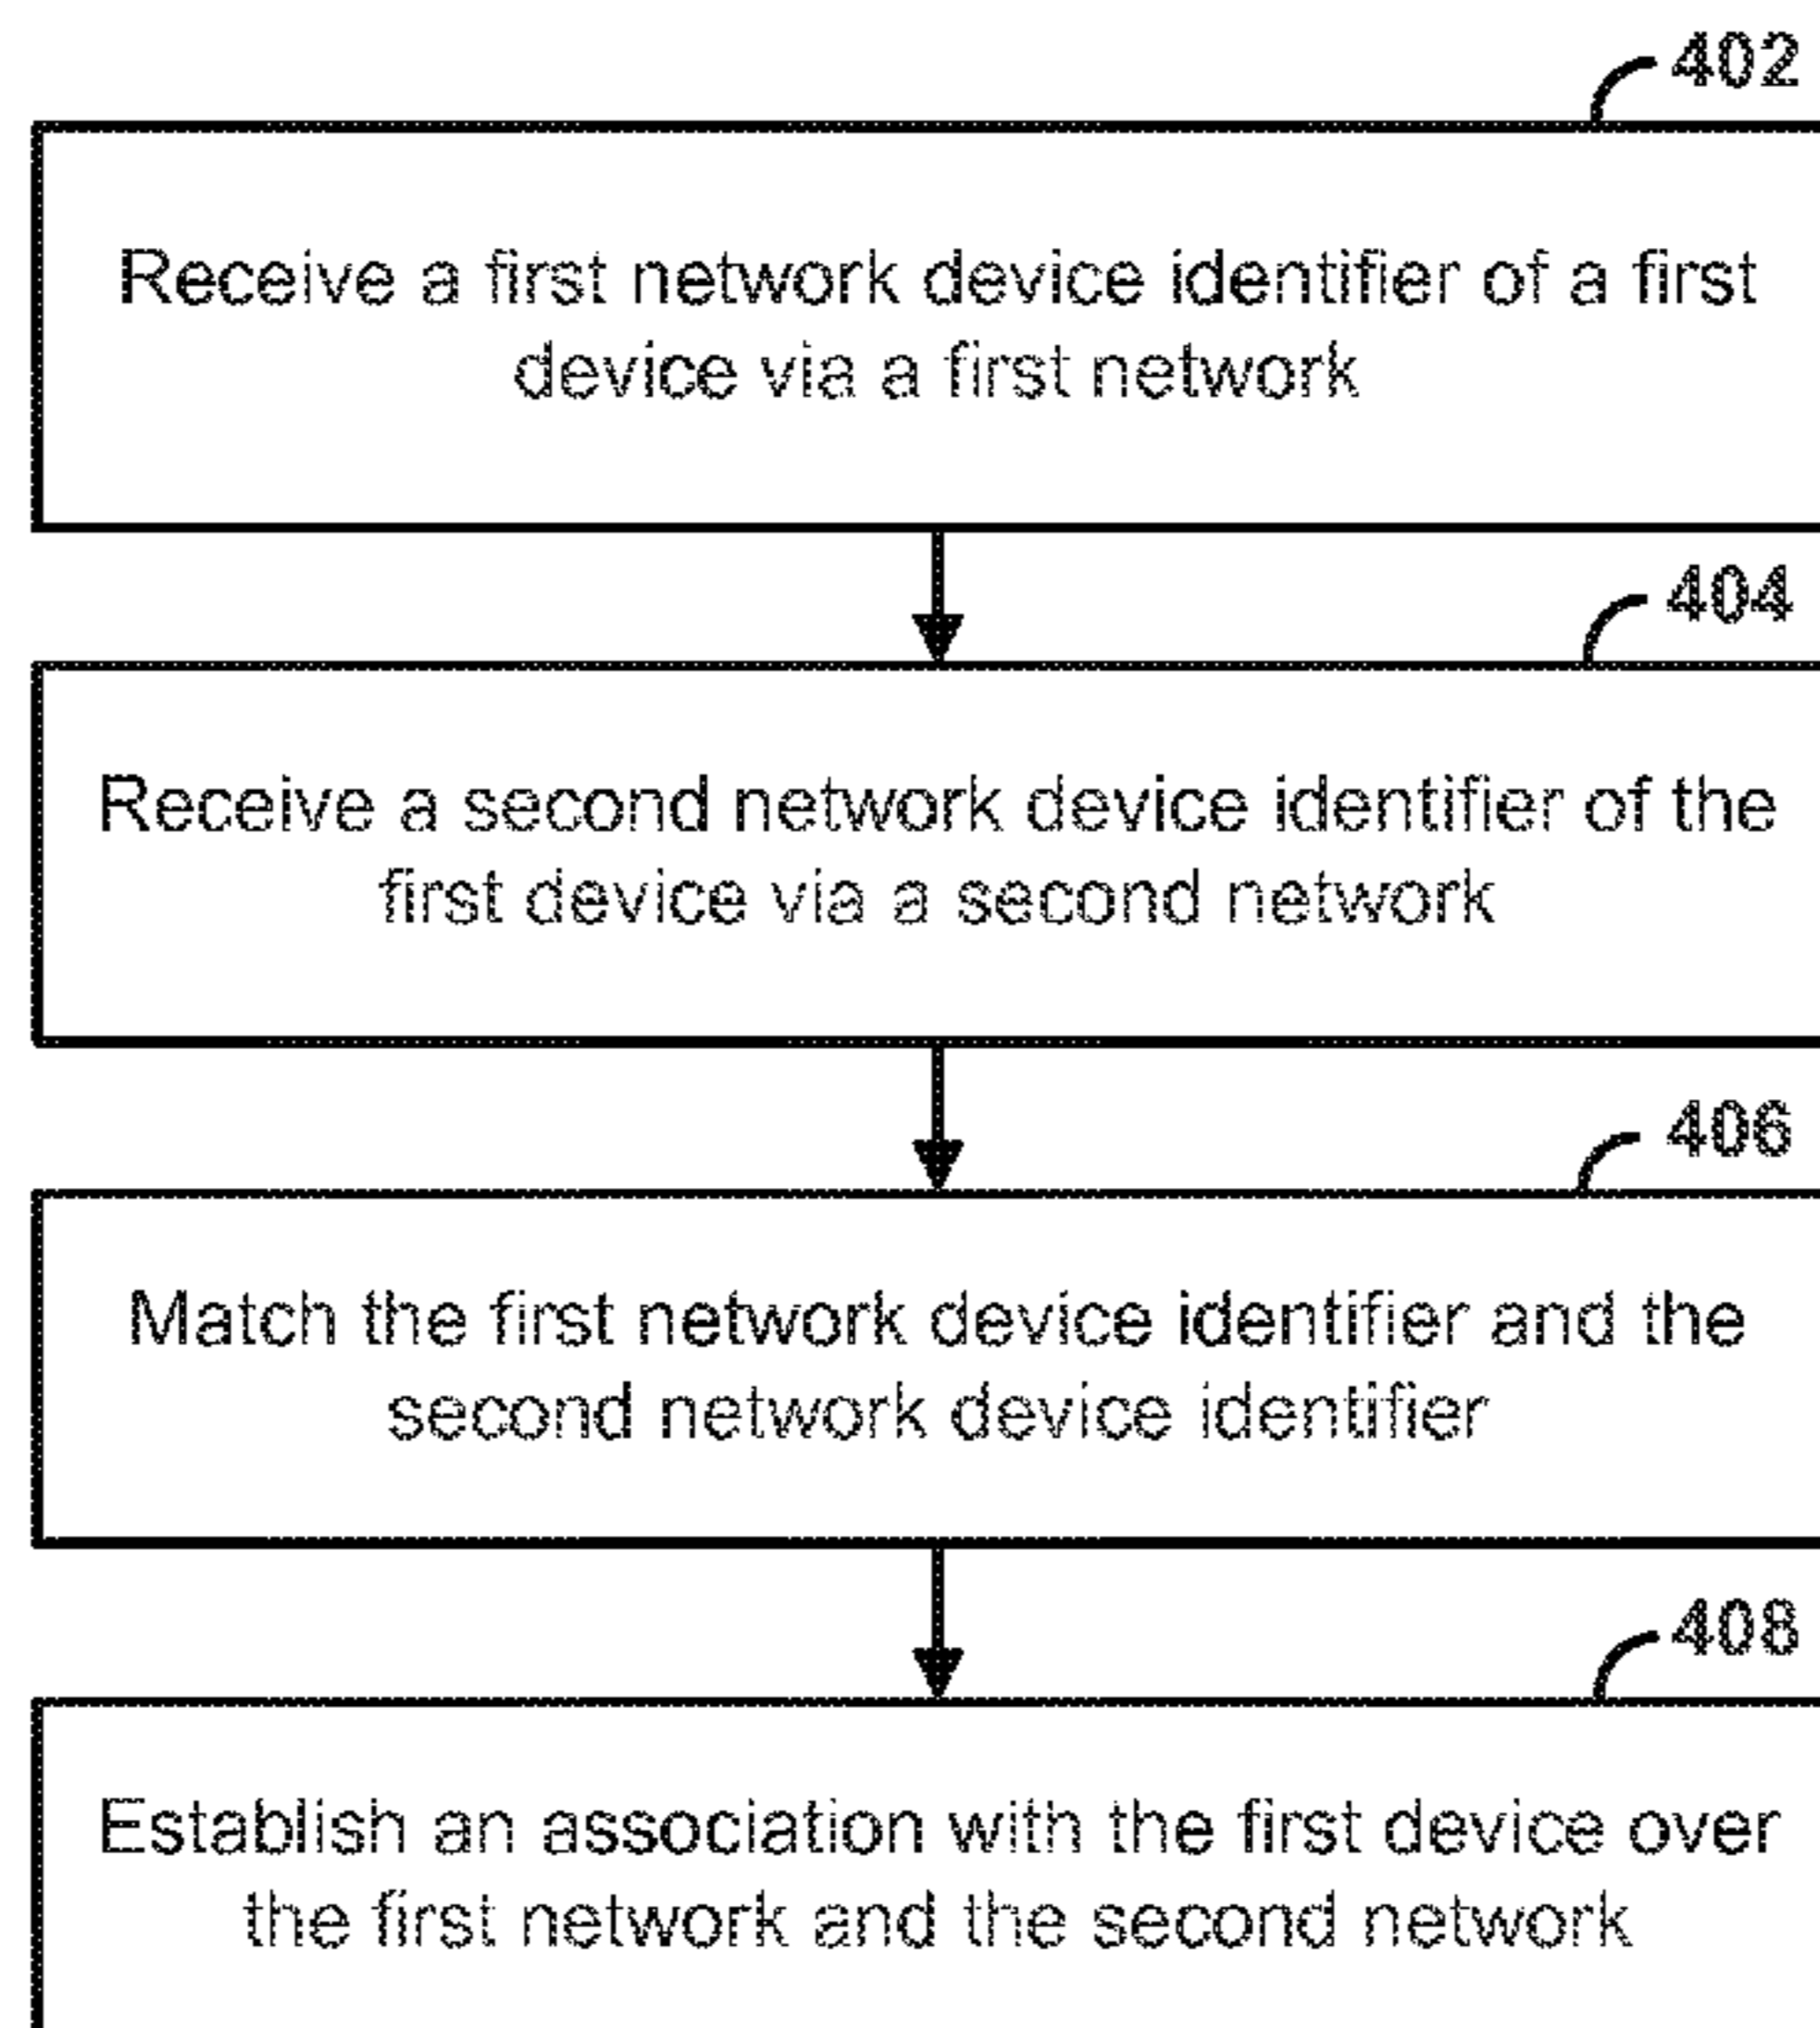 402
Receive a first network device identifier of a first
device via a first network
404
Receive a second network device identifier of the
first device via a second network
406
Match the first network device identifier and the
second network device identifier
408
Establish an association with the first device over
the first network and the second network